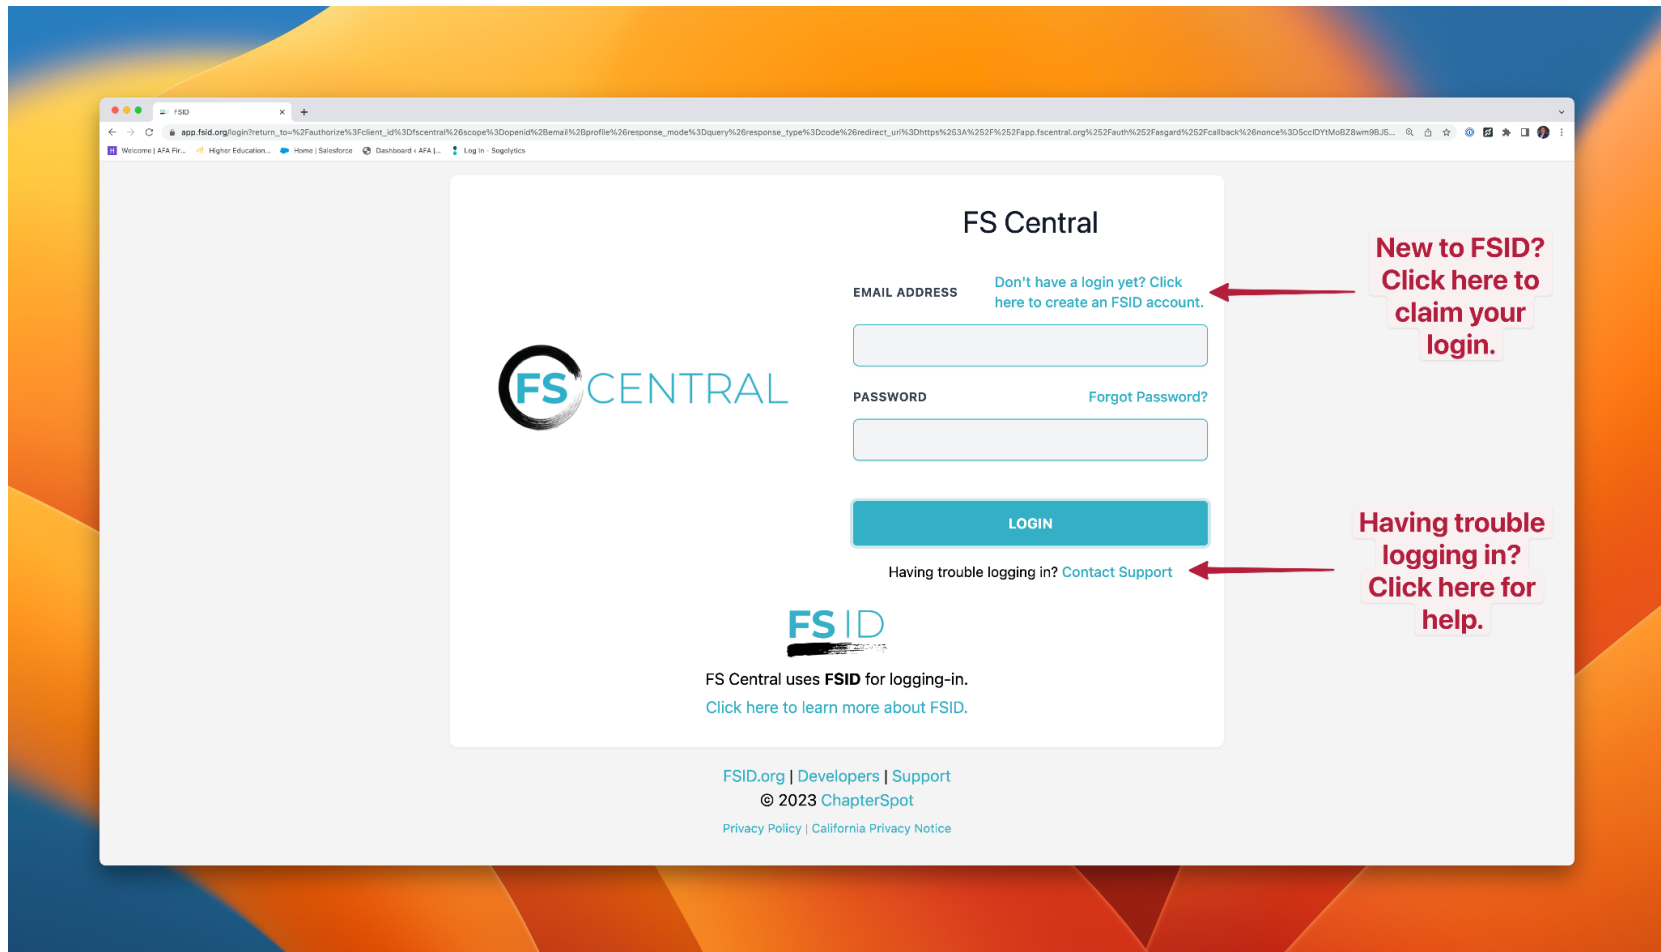 FSID
app.fsid.org/login?return_to=%2Fauthorize%3Fclient_id%3Dfscentral%26scope%3Dopenid%2Bemail%2Bprofile%26response_mode%3Dquery%26response_type%3Dcode%26redirect_uri%3Dhttps%253A%252F%252Fapp.fscentral.org%252Fauth%252Fasgard%252Fcallback%26nonce%3D5cclDYtMoBZ8wm9BJ5...
H Welcome | AFA Fir... Higher Education... Home | Salesforce Dashboard ‹ AFA |... Log In - Sogolytics
FS Central
New to FSID?
Click here to
claim your
login.
EMAIL ADDRESS
Don't have a login yet? Click
here to create an FSID account.
FS CENTRAL
PASSWORD Forgot Password?
LOGIN
Having trouble logging in? Contact Support
Having trouble
logging in?
Click here for
help.
FS ID
FS Central uses FSID for logging-in.
Click here to learn more about FSID.
FSID.org | Developers | Support
© 2023 ChapterSpot
Privacy Policy | California Privacy Notice